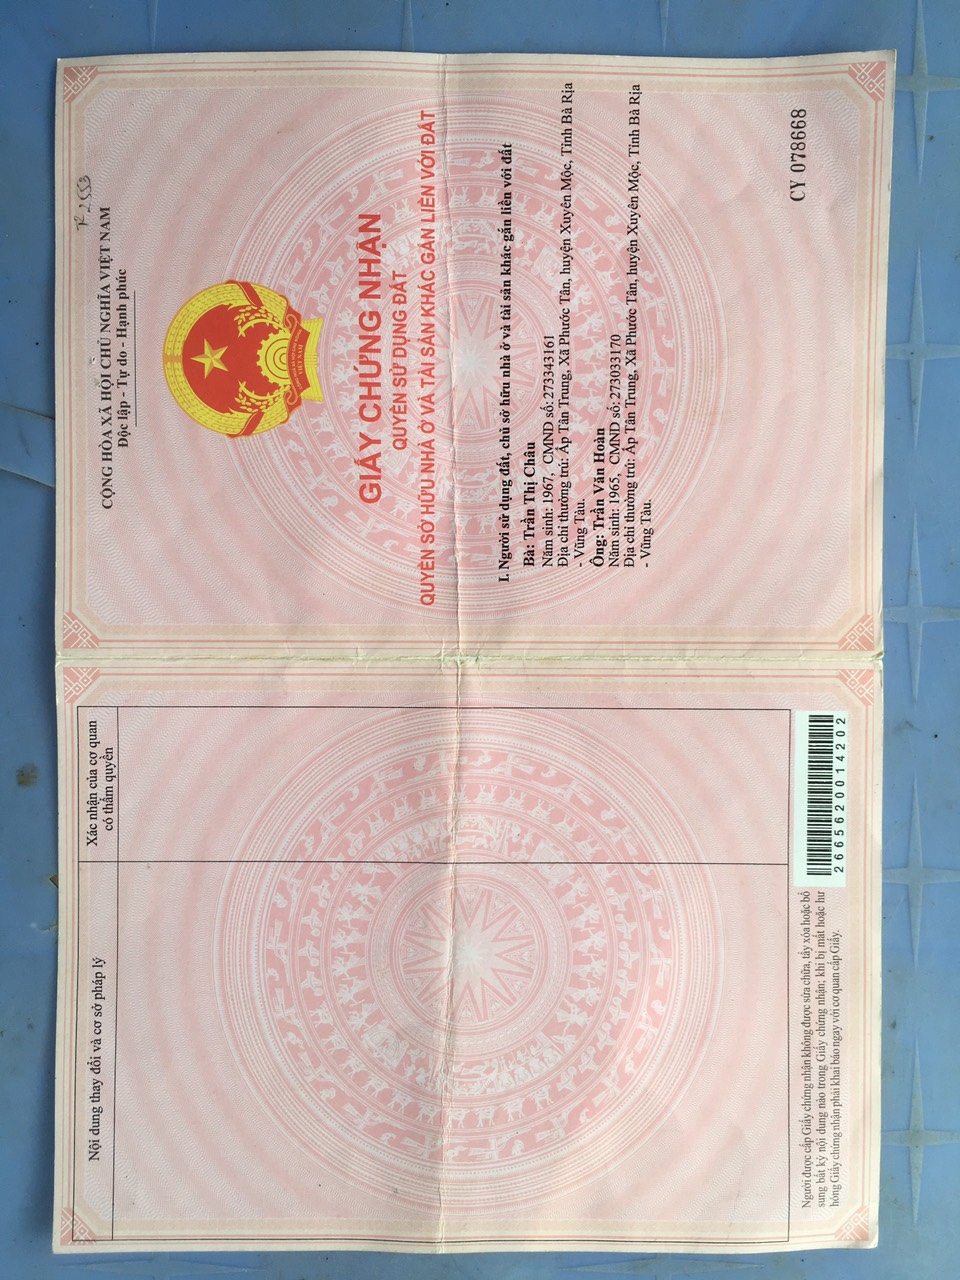 CỘNG HÒA XÃ HỘI CHỦ NGHĨA VIỆT NAM
Độc lập - Tự do - Hạnh phúc
GIẤY CHỨNG NHẬN
QUYỀN SỬ DỤNG ĐẤT
QUYỀN SỞ HỮU NHÀ Ở VÀ TÀI SẢN KHÁC GẮN LIỀN VỚI ĐẤT
I. Người sử dụng đất, chủ sở hữu nhà ở và tài sản khác gắn liền với đất
Bà: Trần Thị Châu
Năm sinh: 1967, CMND số: 273343161
Địa chỉ thường trú: Ấp Tân Trung, Xã Phước Tân, huyện Xuyên Mộc, Tỉnh Bà Rịa
- Vũng Tàu.
Ông: Trần Văn Hoàn
Năm sinh: 1965, CMND số: 273033170
Địa chỉ thường trú: Ấp Tân Trung, Xã Phước Tân, huyện Xuyên Mộc, Tỉnh Bà Rịa
- Vũng Tàu.
CY 078668
Nội dung thay đổi và cơ sở pháp lý
Xác nhận của cơ quan
có thẩm quyền
Người được cấp Giấy chứng nhận không được sửa chữa, tẩy xóa hoặc bổ
sung bất kỳ nội dung nào trong Giấy chứng nhận; khi bị mất hoặc hư
hỏng Giấy chứng nhận phải khai báo ngay với cơ quan cấp Giấy.
2665620014202